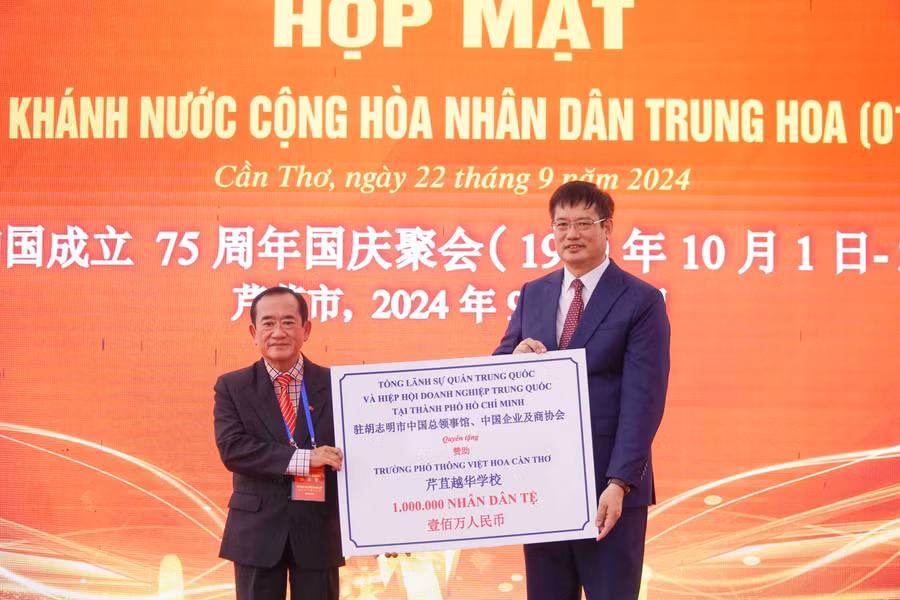 HỌP MẶT
KHÁNH NƯỚC CỘNG HÒA NHÂN DÂN TRUNG HOA (01
Cần Thơ, ngày 22 tháng 9 năm 2024
国成立 75 周年国庆聚会( 19 年 10 月 1 日-
市, 2024 年 9
TỔNG LÃNH SỰ QUÁN TRUNG QUỐC
VÀ HIỆP HỘI DOANH NGHIỆP TRUNG QUỐC
TẠI THÀNH PHỐ HỒ CHÍ MINH
驻胡志明市中国总领事馆、中国企业及商协会
Quyên tặng
赞助
TRƯỜNG PHỔ THÔNG VIỆT HOA CẦN THƠ
芹苴越华学校
1.000.000 NHÂN DÂN TỆ
壹佰万人民币